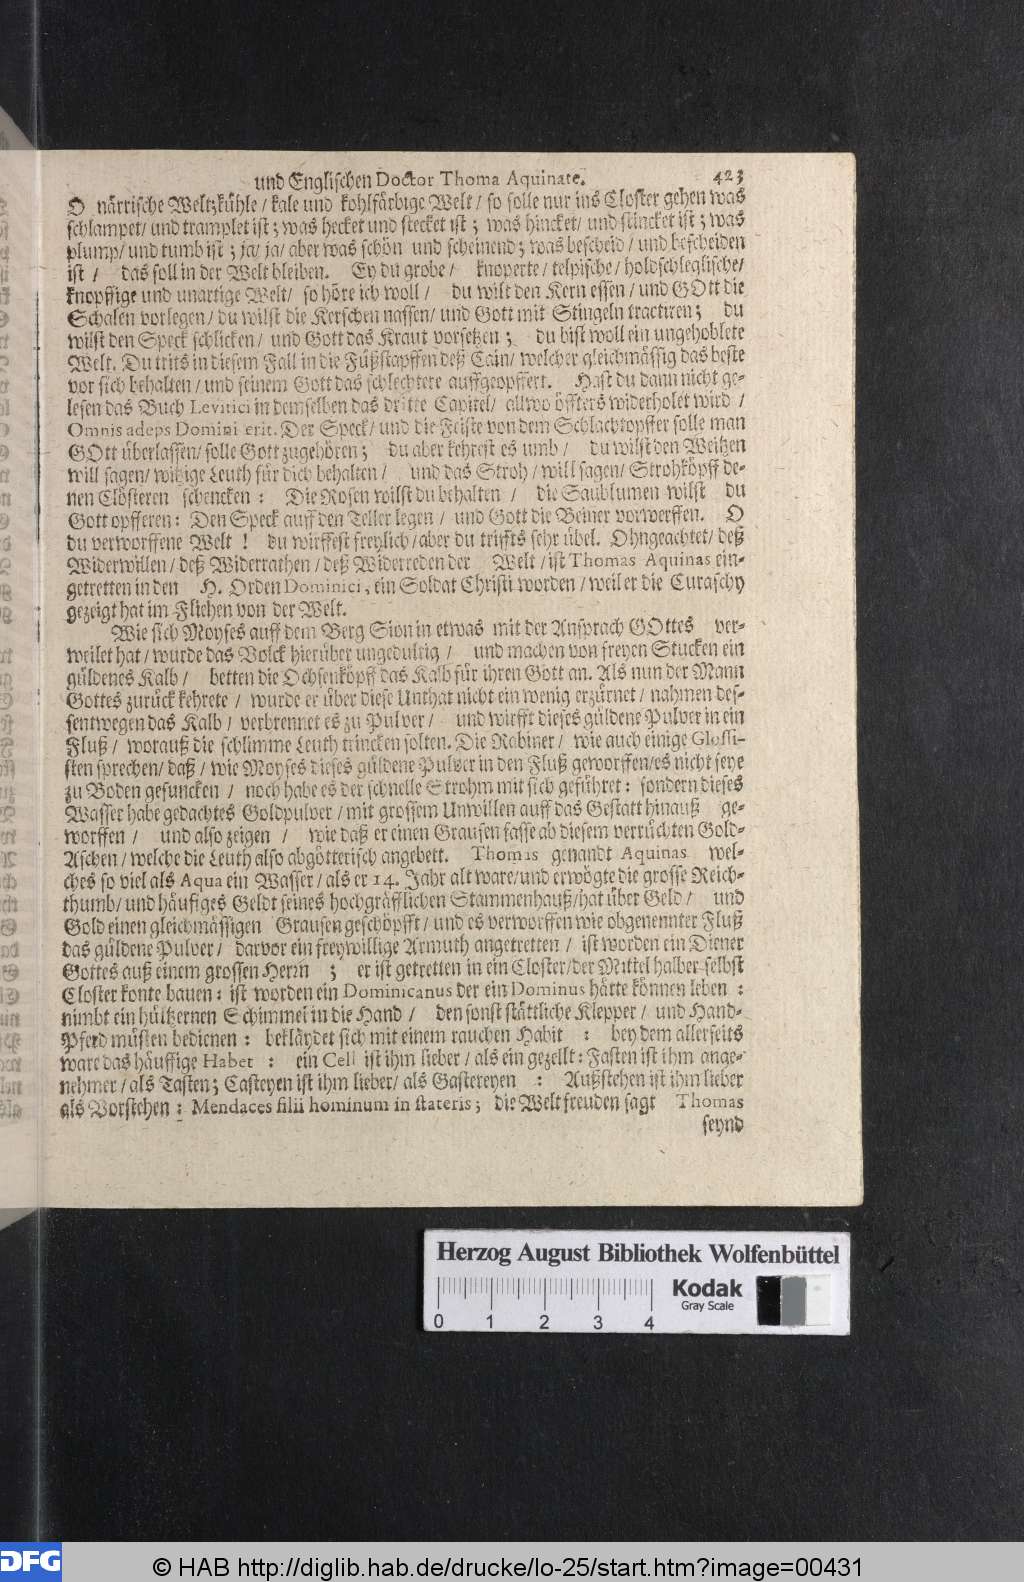 und Englischen Doctor Thoma Aquinate. 423
O närrische Weltzkühle / kale und kohlfärbige Welt / so solle nur ins Closter gehen was
schlampet / und tramplet ist ; was hecket und stecket ist ; was hincket / und stincket ist ; was
plump / und tumb ist ; ja / ja / aber was schön und scheinend ; was bescheid / und bescheiden
ist / das soll in der Welt bleiben. Ey du grobe / knoperte / telpische / holdschleglische /
knopffige und unartige Welt / so höre ich woll / du wilt den Kern essen / und GOtt die
Schalen vorlegen / du wilst die Kerschen nassen / und Gott mit Stingeln tractiren ; du
wilst den Speck schlicken / und Gott das Kraut vorsetzen ; du bist woll ein ungehoblete
Welt. Du trits in diesem Fall in die Füßstapffen deß Cain / welcher gleichmässig das beste
vor sich behalten / und seinem Gott das schlechtere auffgeopffert. Hast du dann nicht ge-
lesen das Buch Levitici in demselben das dritte Capitel / allwo öffters widerholet wird /
Omnis adeps Domini erit. Der Speck / und die Feiste von dem Schlachtopffer solle man
GOtt überlassen / solle Gott zugehören ; du aber kehrest es umb / du wilst den Weitzen
will sagen / witzige Leuth für dich behalten / und das Stroh / will sagen / Strohköpff de-
nen Clösteren schencken : Die Rosen wilst du behalten / die Saublumen wilst du
Gott opfferen : Den Speck auff den Teller legen / und Gott die Beiner vorwerffen. O
du verworffene Welt ! Du wirffest freylich / aber du triffts sehr übel. Ohngeachtet / deß
Widerwillen / deß Widerrathen / deß Widerreden der Welt / ist Thomas Aquinas ein-
getretten in den H. Orden Dominici, ein Soldat Christi worden / weil er die Curaschy
gezeigt hat im Fliehen von der Welt.
Wie sich Moyses auff dem Berg Sion in etwas mit der Ansprach GOttes ver-
weilet hat / wurde das Volck hierüber ungedultig / und machen von freyen Stucken ein
güldenes Kalb / betten die Ochsenköpff das Kalb für ihren Gott an. Als nun der Mann
Gottes zurück kehrete / wurde er über diese Unthat nicht ein wenig erzürnet / nahmen des-
sentwegen das Kalb / verbrennet es zu Pulver / und wirfft dieses güldene Pulver in ein
Fluß / worauß die schlimme Leuth trincken solten. Die Rabiner / wie auch einige Glossi-
sten sprechen / daß / wie Moyses dieses güldene Pulver in den Fluß geworffen / es nicht seye
zu Boden gesuncken / noch habe es der schnelle Strohm mit sich geführet : sondern dieses
Wasser habe gedachtes Goldpulver / mit grossem Unwillen auff das Gestatt hinauß ge-
worffen / und also zeigen / wie daß er einen Grausen fasse ab diesem verruchten Gold-
Aschen / welche die Leuth also abgötterisch angebett. Thomas genandt Aquinas wel-
ches so viel als Aqua ein Wasser / als er 14. Jahr alt ware / und erwögte die grosse Reich-
thumb / und häufiges Geldt seines hochgräfflichen Stammenhauß / hat über Geld / und
Gold einen gleichmässigen Grausen geschöpfft / und es verworffen wie obgenennter Fluß
das güldene Pulver / darvor ein freywillige Armuth angetretten / ist worden ein Diener
Gottes auß einem grossen Herrn ; er ist getretten in ein Closter / der Mittel halber selbst
Closter konte bauen : ist worden ein Dominicanus der ein Dominus hätte können leben :
nimbt ein hültzernen Schimmel in die Hand / den sonst stättliche Klepper / und Hand-
Pferd müsten bedienen : bekläydet sich mit einem rauchen Habit : bey dem allerseits
ware das häuffige Habet : ein Cell ist ihm lieber / als ein gezellt : Fasten ist ihm ange-
nehmer / als Tasten ; Casteyen ist ihm lieber / als Gastereyen : Außstehen ist ihm lieber
als Vorstehen : Mendaces filii hominum in stateris ; die Welt freuden sagt Thomas
seynd
Herzog August Bibliothek Wolfenbüttel
Kodak
Gray Scale
0 1 2 3 4
DFG
© HAB http://diglib.hab.de/drucke/lo-25/start.htm?image=00431